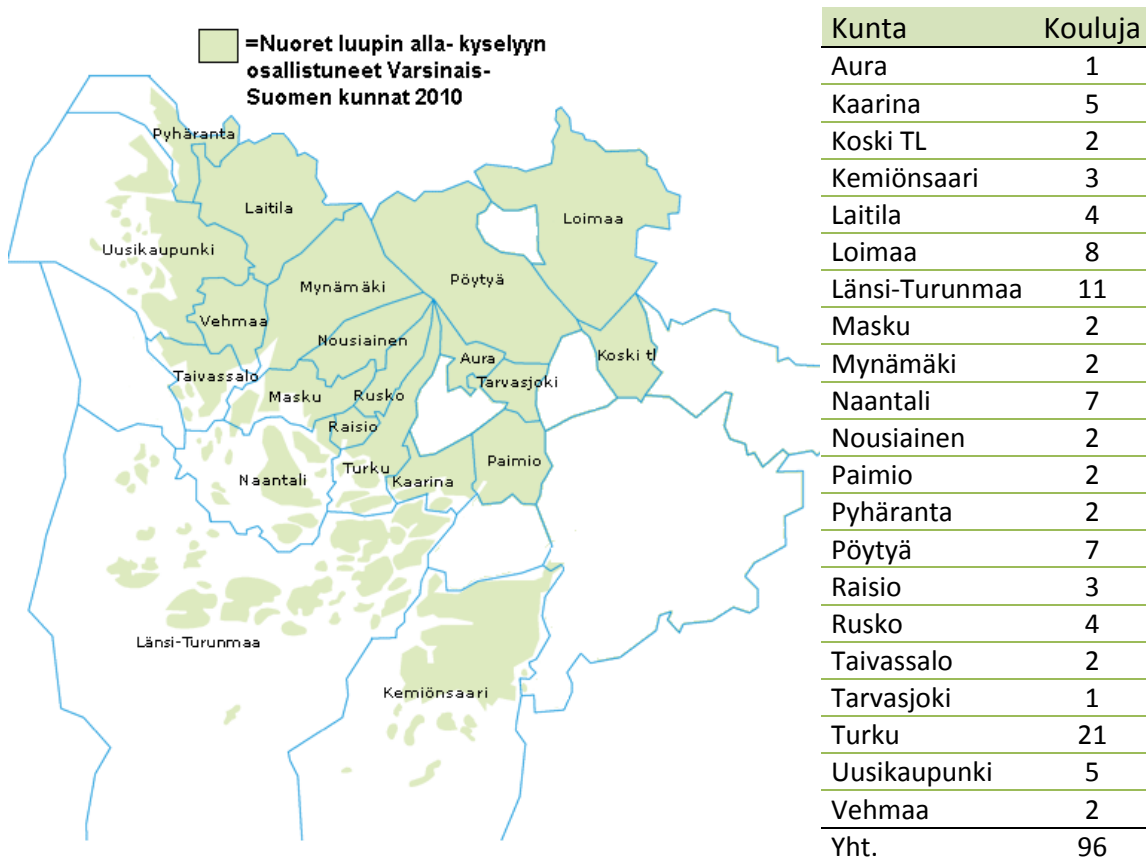 =Nuoret luupin alla- kyselyyn
osallistuneet Varsinais-
Suomen kunnat 2010
Pyhäranta
Laitila
Loimaa
Uusikaupunki
Mynämäki
Pöytyä
Vehmaa
Nousiainen
Aura
Koski tl
Taivassalo
Tarvasjoki
Masku
Rusko
Raisio
Paimio
Turku
Naantali
Kaarina
Länsi-Turunmaa
Kemiönsaari
Kunta Kouluja
Aura 1
Kaarina 5
Koski TL 2
Kemiönsaari 3
Laitila 4
Loimaa 8
Länsi-Turunmaa 11
Masku 2
Mynämäki 2
Naantali 7
Nousiainen 2
Paimio 2
Pyhäranta 2
Pöytyä 7
Raisio 3
Rusko 4
Taivassalo 2
Tarvasjoki 1
Turku 21
Uusikaupunki 5
Vehmaa 2
Yht. 96